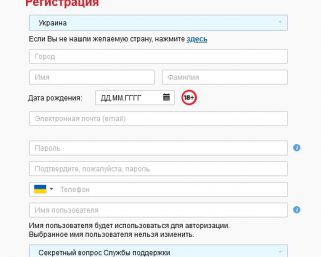 Регистрация
Украина
Если Вы не нашли желаемую страну, нажмите здесь
Город
Имя Фамилия
Дата рождения: ДД.ММ.ГГГГ 18+
Электронная почта (email)
Пароль
Подтвердите, пожалуйста, пароль
Телефон
Имя пользователя
Имя пользователя будет использоваться для авторизации.
Выбранное имя пользователя нельзя изменить.
Секретный вопрос Службы поддержки